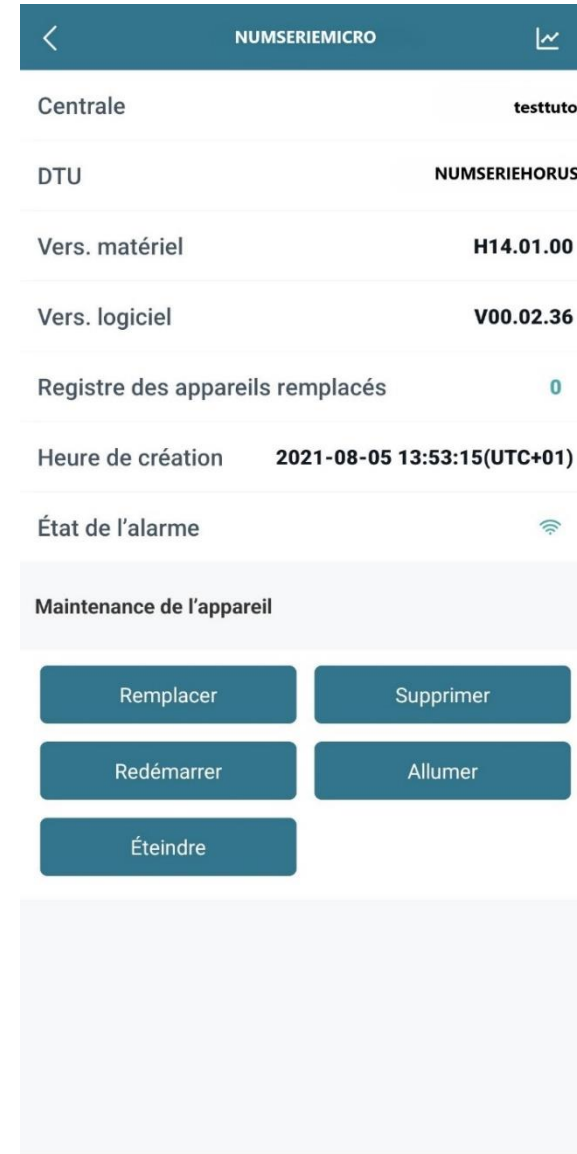 NUMSERIEMICRO
Centrale testtuto
DTU NUMSERIEHORUS
Vers. matériel H14.01.00
Vers. logiciel V00.02.36
Registre des appareils remplacés 0
Heure de création 2021-08-05 13:53:15(UTC+01)
État de l’alarme
Maintenance de l’appareil
Remplacer Supprimer
Redémarrer Allumer
Éteindre